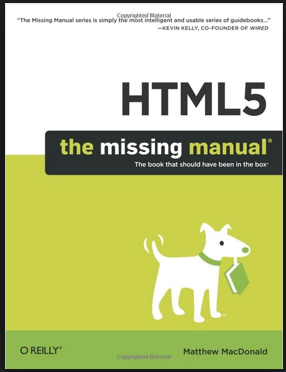 Copyrighted Material
"The Missing Manual series is simply the most intelligent and usable series of guidebooks..."
—KEVIN KELLY, CO-FOUNDER OF WIRED
HTML5
the missing manual®
The book that should have been in the box®
O'REILLY®
Copyrighted Material
Matthew MacDonald